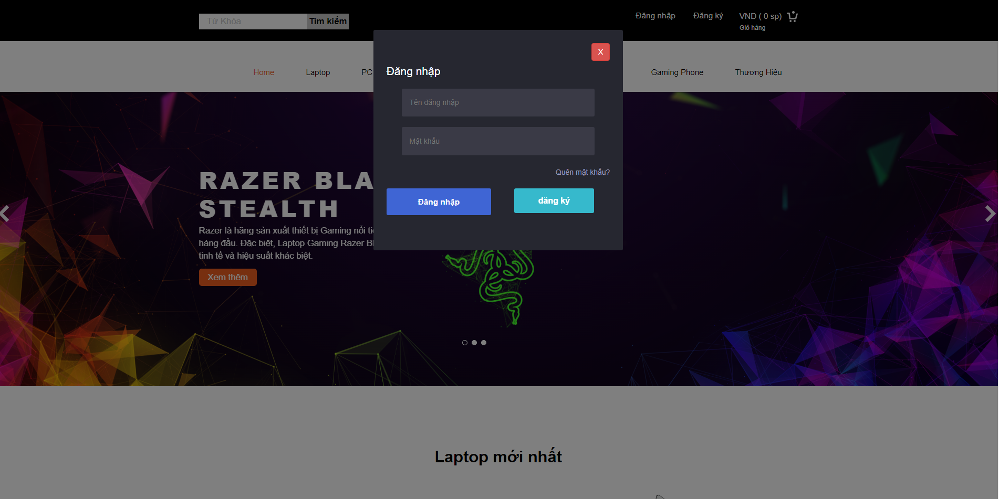 Từ Khóa
Tìm kiếm
Đăng nhập
Đăng ký
VNĐ ( 0 sp)
Giỏ hàng
Home
Laptop
PC
Gaming Phone
Thương Hiệu
X
Đăng nhập
Tên đăng nhập
Mật khẩu
Quên mật khẩu?
Đăng nhập
đăng ký
RAZER BLA
STEALTH
Razer là hãng sản xuất thiết bị Gaming nổi
hàng đầu. Đặc biệt, Laptop Gaming Razer
tinh tế và hiệu suất khác biệt.
Xem thêm
Laptop mới nhất